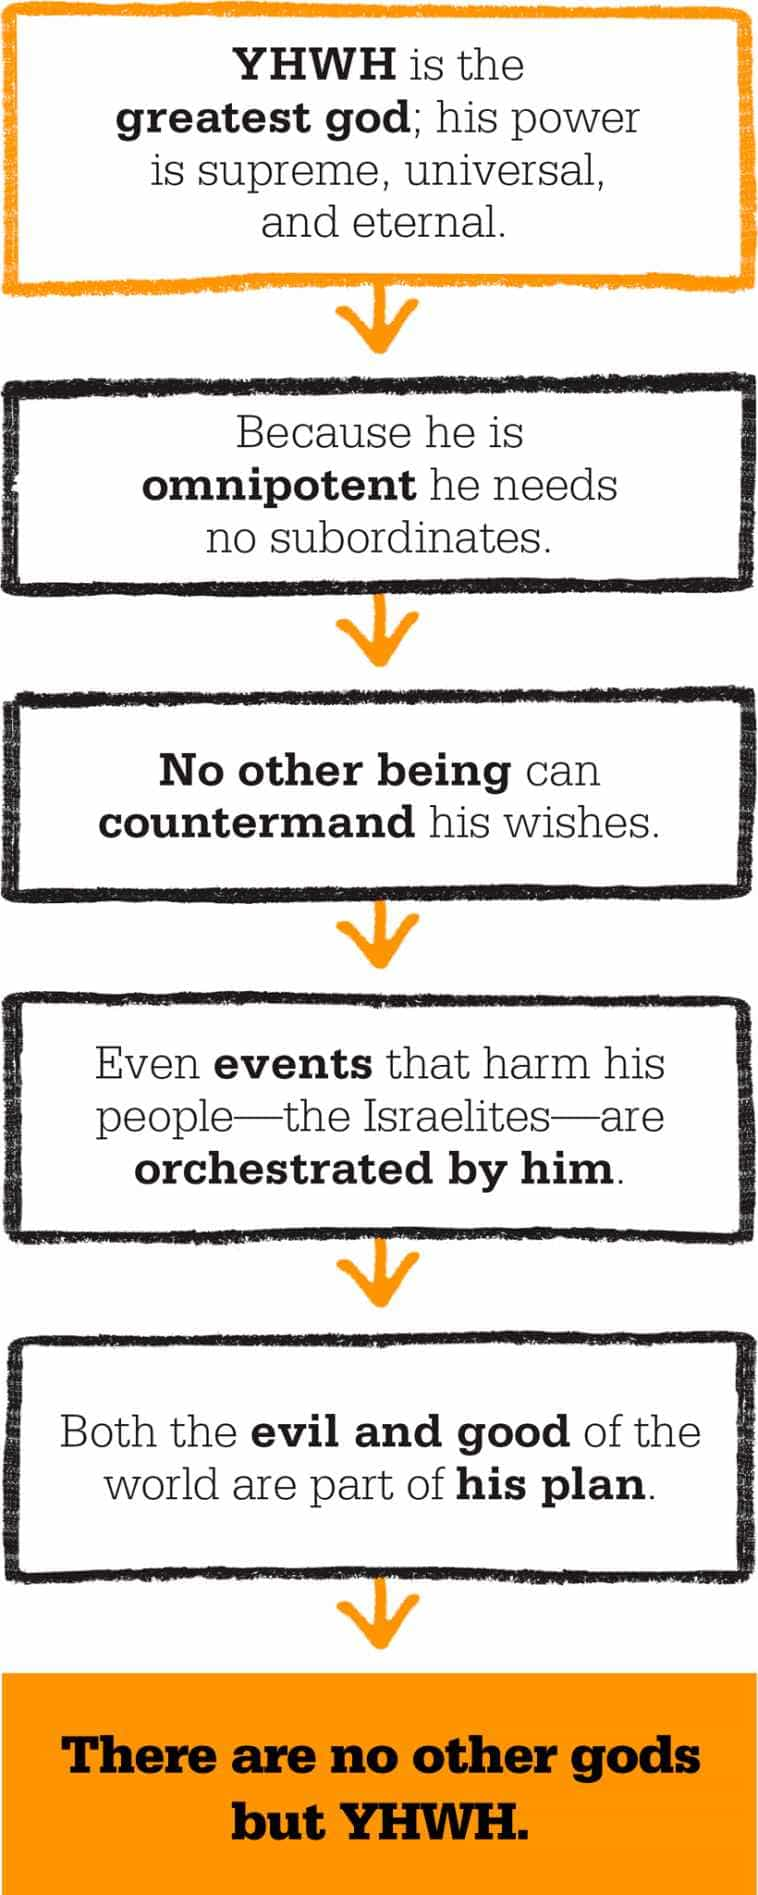 YHWH is the
greatest god; his power
is supreme, universal,
and eternal.
Because he is
omnipotent he needs
no subordinates.
No other being can
countermand his wishes.
Even events that harm his
people—the Israelites—are
orchestrated by him.
Both the evil and good of the
world are part of his plan.
There are no other gods
but YHWH.